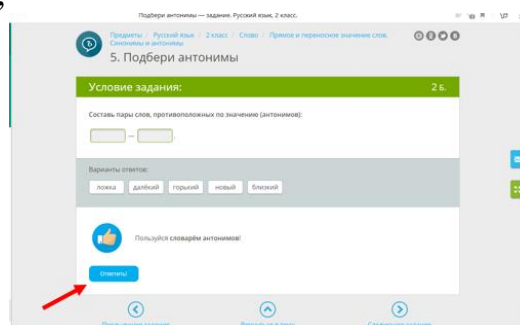 Подбери антонимы — задание. Русский язык, 2 класс.
Предметы / Русский язык / 2 класс / Слово / Прямое и переносное значение слов.
Синонимы и антонимы
5. Подбери антонимы
Условие задания:
2 Б.
Составь пары слов, противоположных по значению (антонимов):
—
Варианты ответов:
ложка далёкий горький новый близкий
Пользуйся словарём антонимов!
Ответить!